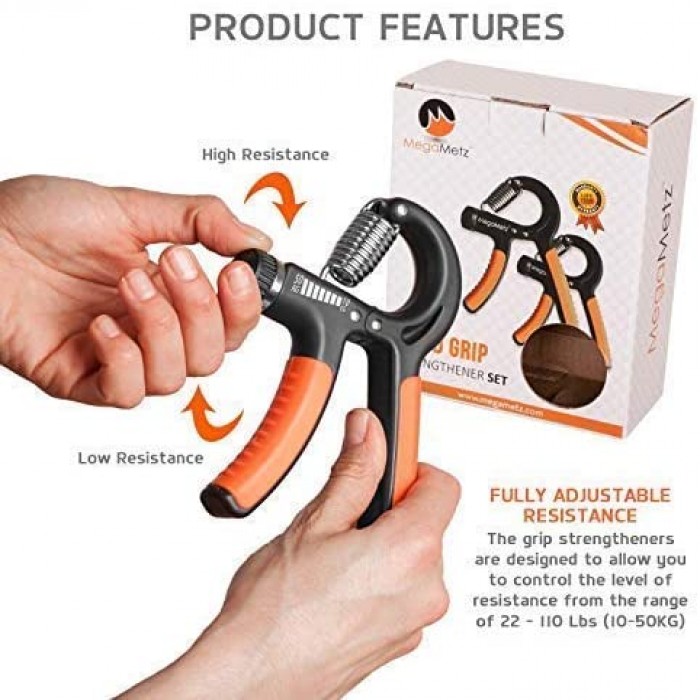 PRODUCT FEATURES
High Resistance
Low Resistance
MegaMetz
MegaMetz
MegaMetz
GRIP
NGTHENER SET
www.megametz.com
FULLY ADJUSTABLE
RESISTANCE
The grip strengtheners
are designed to allow you
to control the level of
resistance from the range
of 22 - 110 Lbs (10-50KG)